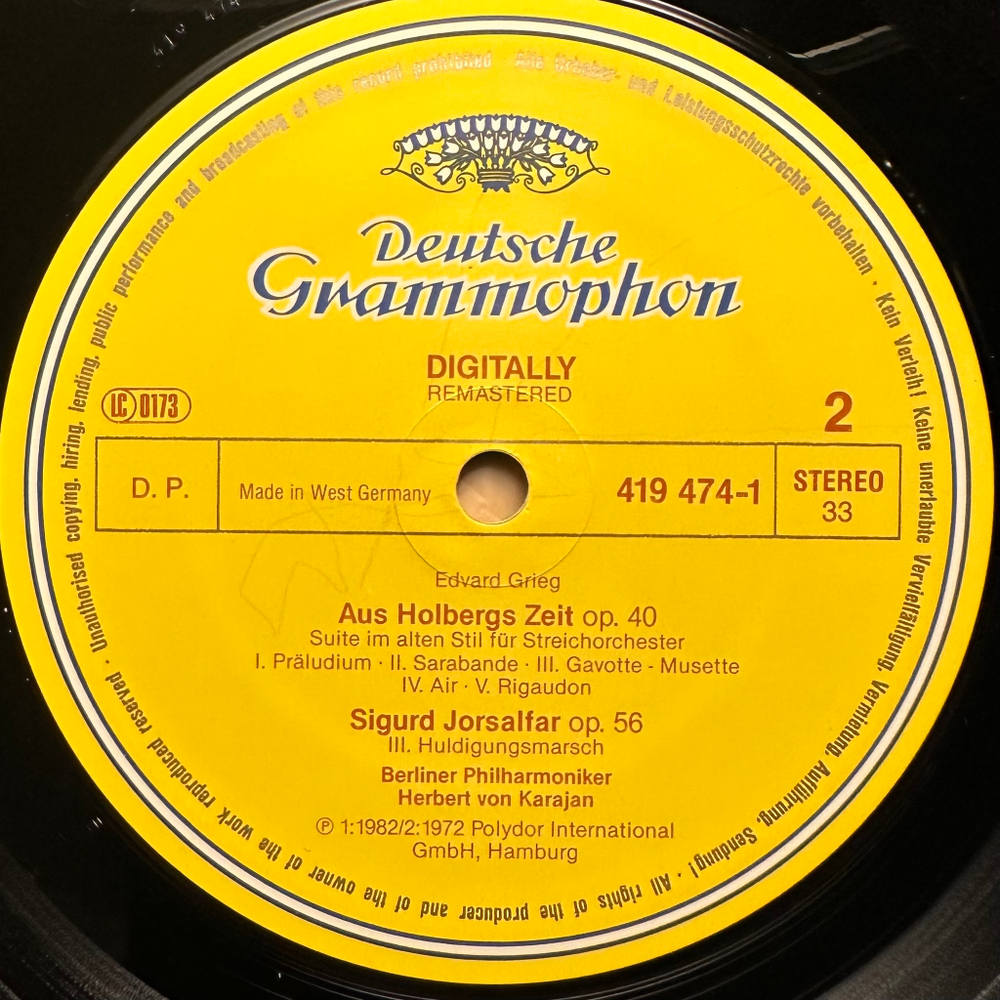 Deutsche
Grammophon
DIGITALLY
REMASTERED
LC 0173
2
D. P.
Made in West Germany
419 474-1
STEREO
33
Edvard Grieg
Aus Holbergs Zeit op. 40
Suite im alten Stil für Streichorchester
I. Präludium · II. Sarabande · III. Gavotte - Musette
IV. Air · V. Rigaudon
Sigurd Jorsalfar op. 56
III. Huldigungsmarsch
Berliner Philharmoniker
Herbert von Karajan
℗ 1:1982/2:1972 Polydor International
GmbH, Hamburg
Alle Urheber- und Leistungsschutzrechte vorbehalten · Kein Verleih! Keine unerlaubte Vervielfältigung, Vermietung, Aufführung, Sendung! · All rights of the producer and of the owner of the work reproduced reserved · Unauthorised copying, hiring, lending, public performance and broadcasting of this record prohibited